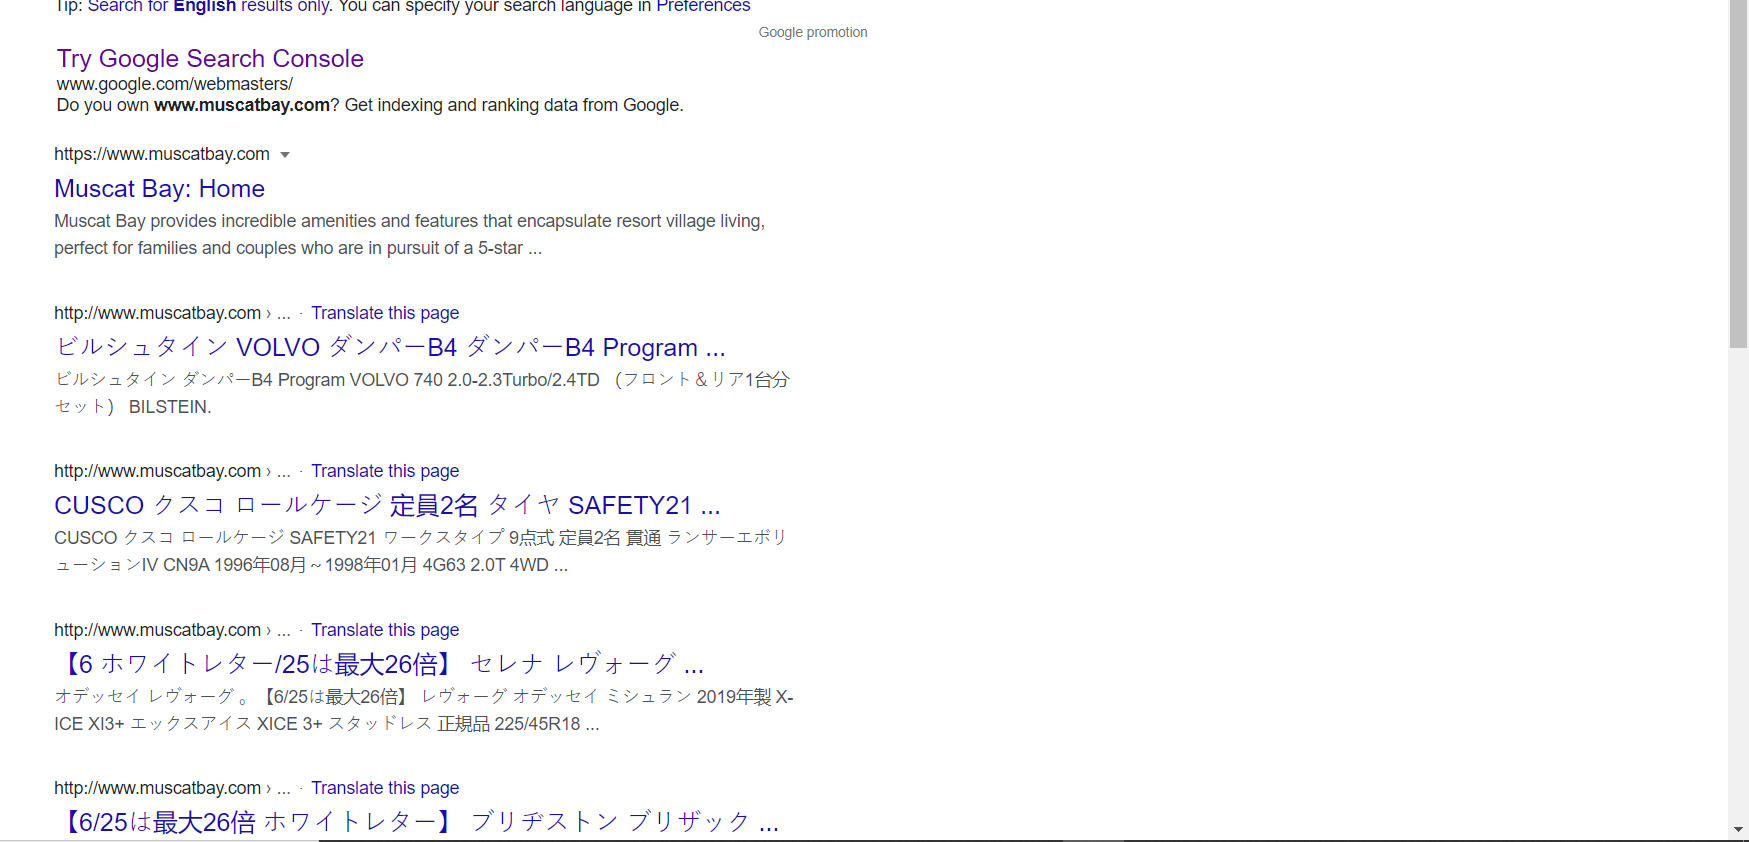 Tip: Search for English results only. You can specify your search language in Preferences
Google promotion
Try Google Search Console
www.google.com/webmasters/
Do you own www.muscatbay.com? Get indexing and ranking data from Google.
https://www.muscatbay.com
Muscat Bay: Home
Muscat Bay provides incredible amenities and features that encapsulate resort village living,
perfect for families and couples who are in pursuit of a 5-star ...
http://www.muscatbay.com › ... · Translate this page
ビルシュタイン VOLVO ダンパーB4 ダンパーB4 Program ...
ビルシュタイン ダンパーB4 Program VOLVO 740 2.0-2.3Turbo/2.4TD （フロント＆リア1台分
セット） BILSTEIN.
http://www.muscatbay.com › ... · Translate this page
CUSCO クスコ ロールケージ 定員2名 タイヤ SAFETY21 ...
CUSCO クスコ ロールケージ SAFETY21 ワークスタイプ 9点式 定員2名 貫通 ランサーエボリ
ューションIV CN9A 1996年08月～1998年01月 4G63 2.0T 4WD ...
http://www.muscatbay.com › ... · Translate this page
【6 ホワイトレター/25は最大26倍】 セレナ レヴォーグ ...
オデッセイ レヴォーグ 。【6/25は最大26倍】 レヴォーグ オデッセイ ミシュラン 2019年製 X-
ICE XI3+ エックスアイス XICE 3+ スタッドレス 正規品 225/45R18 ...
http://www.muscatbay.com › ... · Translate this page
【6/25は最大26倍 ホワイトレター】 ブリヂストン ブリザック ...